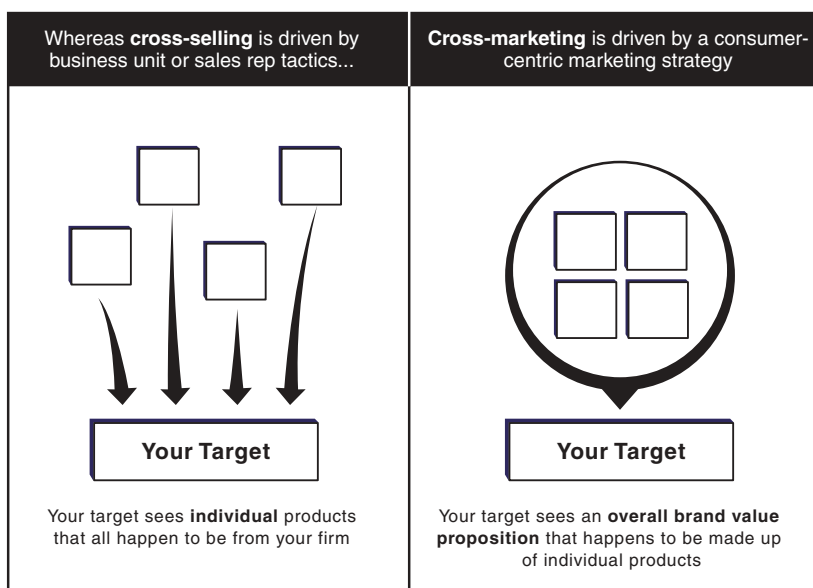 Whereas cross-selling is driven by
business unit or sales rep tactics...
Your Target
Your target sees individual products
that all happen to be from your firm
Cross-marketing is driven by a consumer-
centric marketing strategy
Your Target
Your target sees an overall brand value
proposition that happens to be made up
of individual products